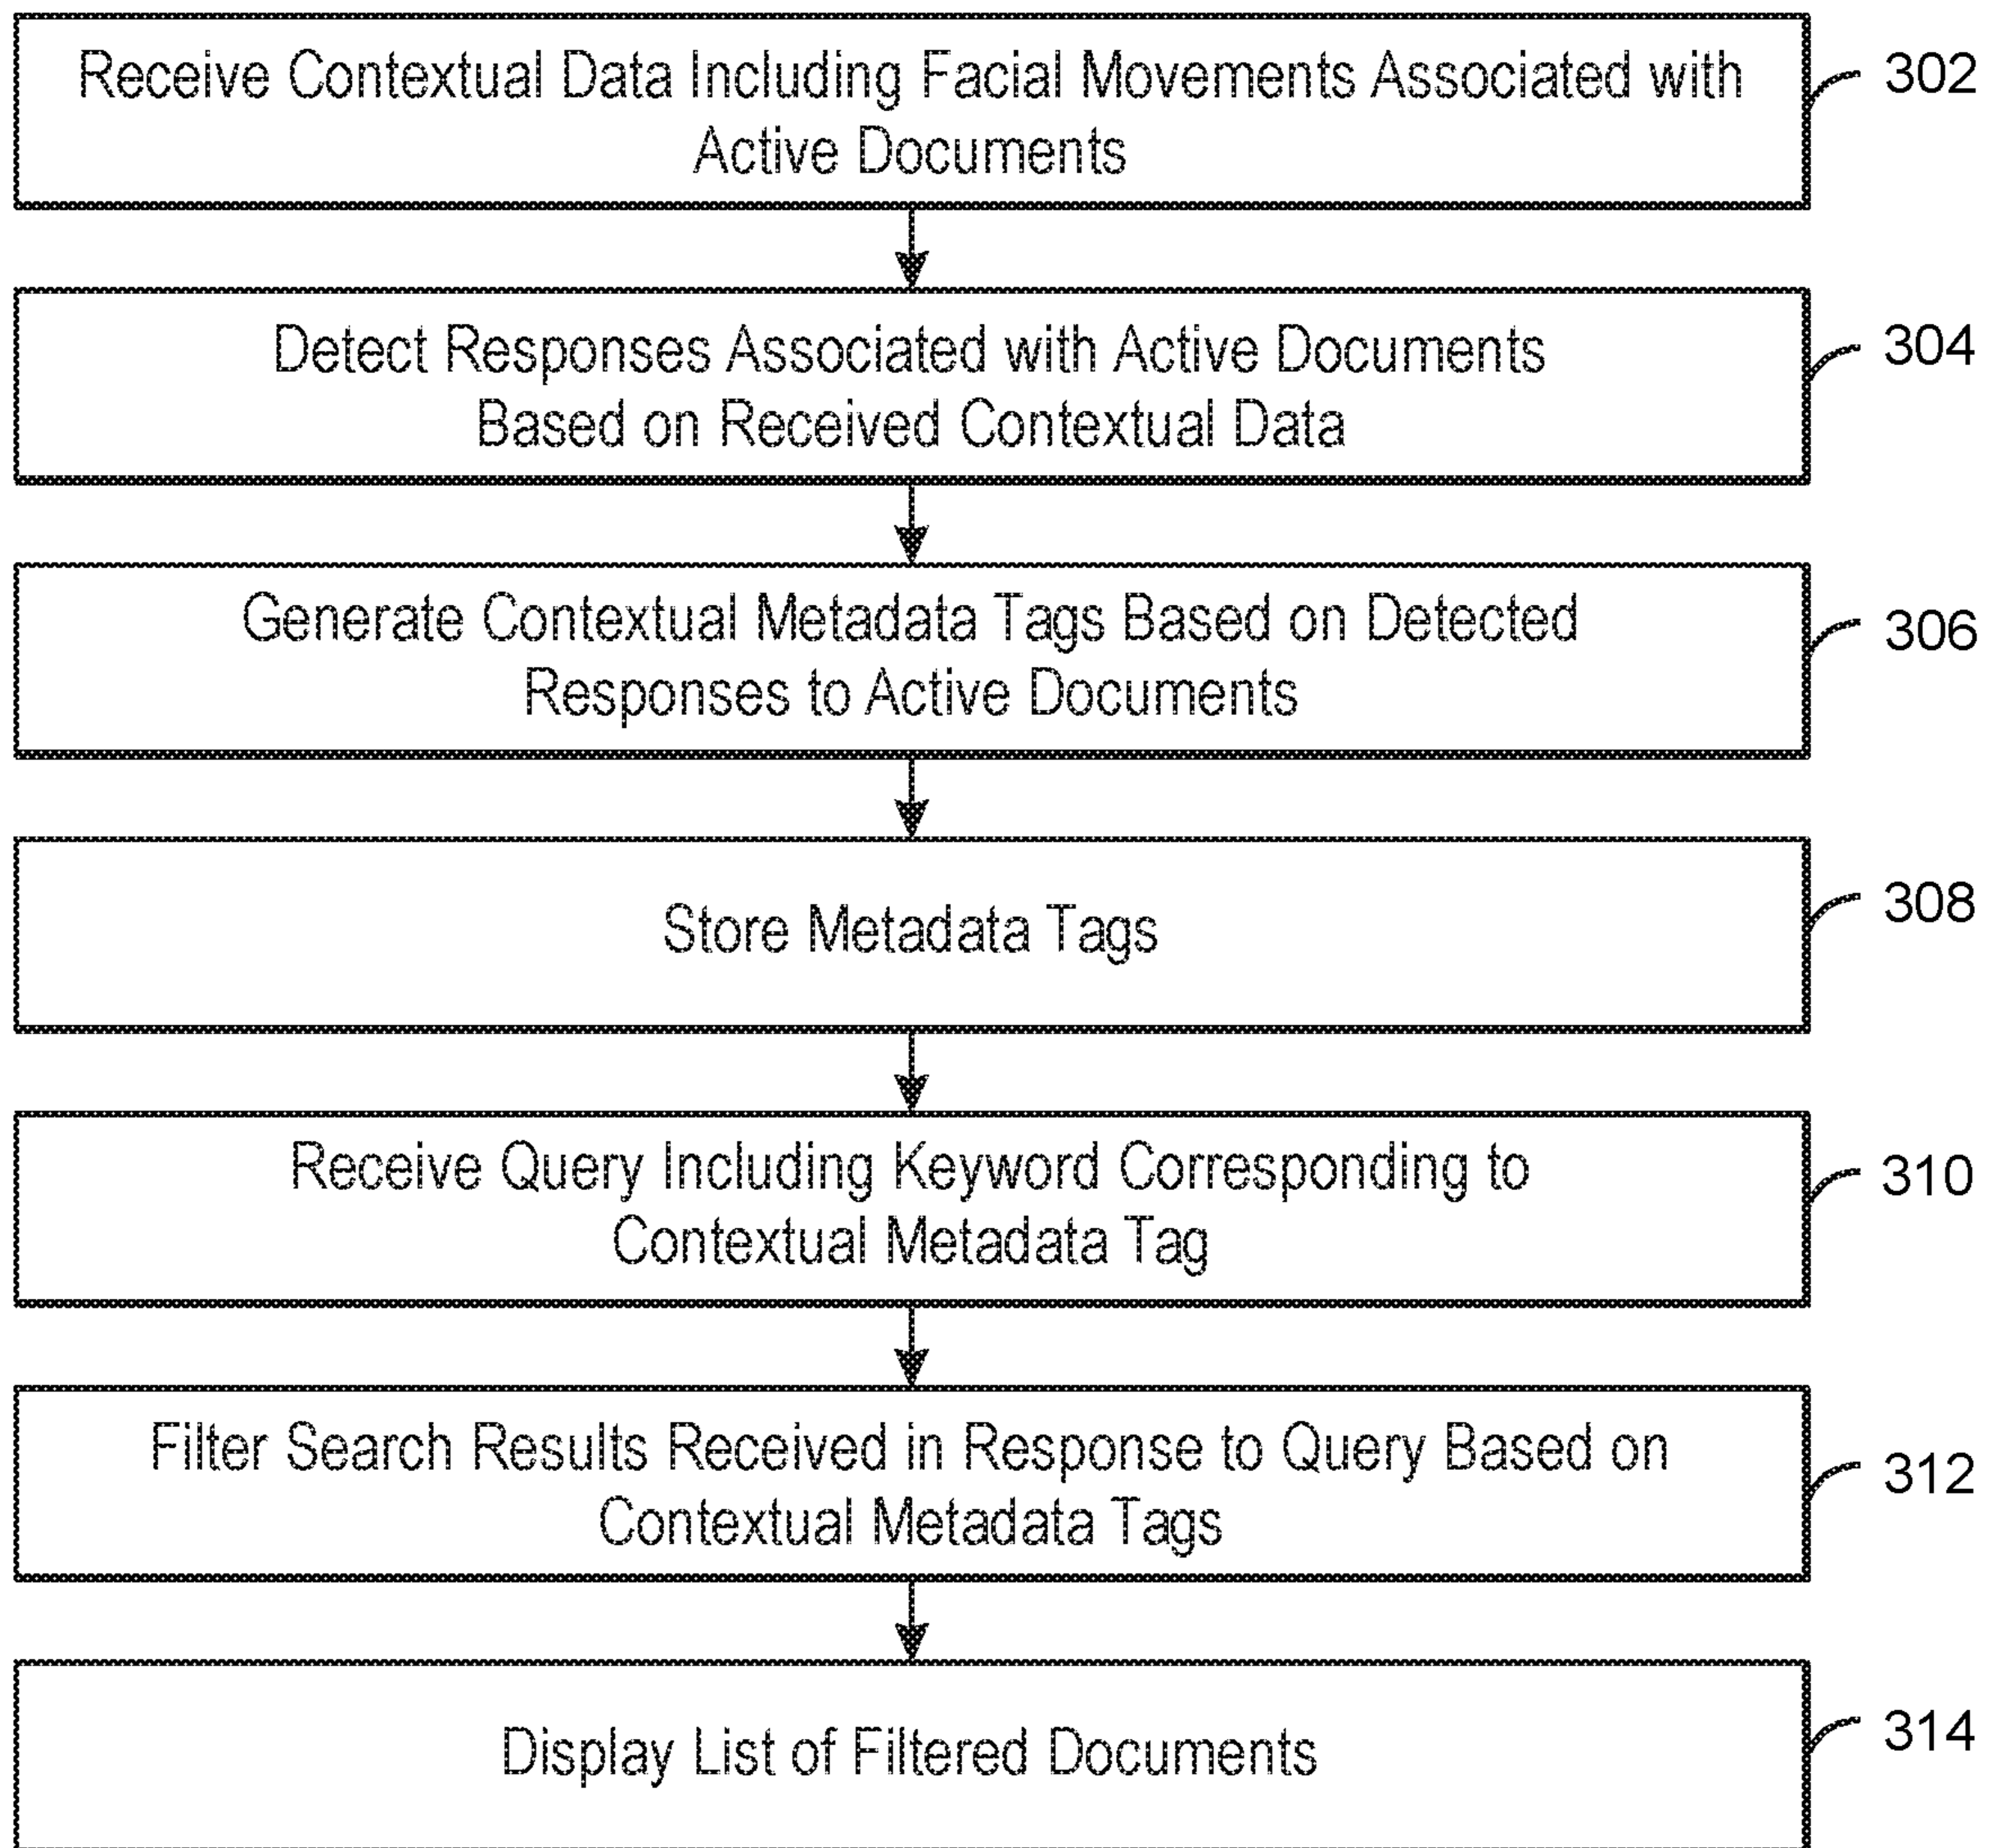 Receive Contextual Data Including Facial Movements Associated with
Active Documents
302
Detect Responses Associated with Active Documents
Based on Received Contextual Data
304
Generate Contextual Metadata Tags Based on Detected
Responses to Active Documents
306
Store Metadata Tags
308
Receive Query Including Keyword Corresponding to
Contextual Metadata Tag
310
Filter Search Results Received in Response to Query Based on
Contextual Metadata Tags
312
Display List of Filtered Documents
314